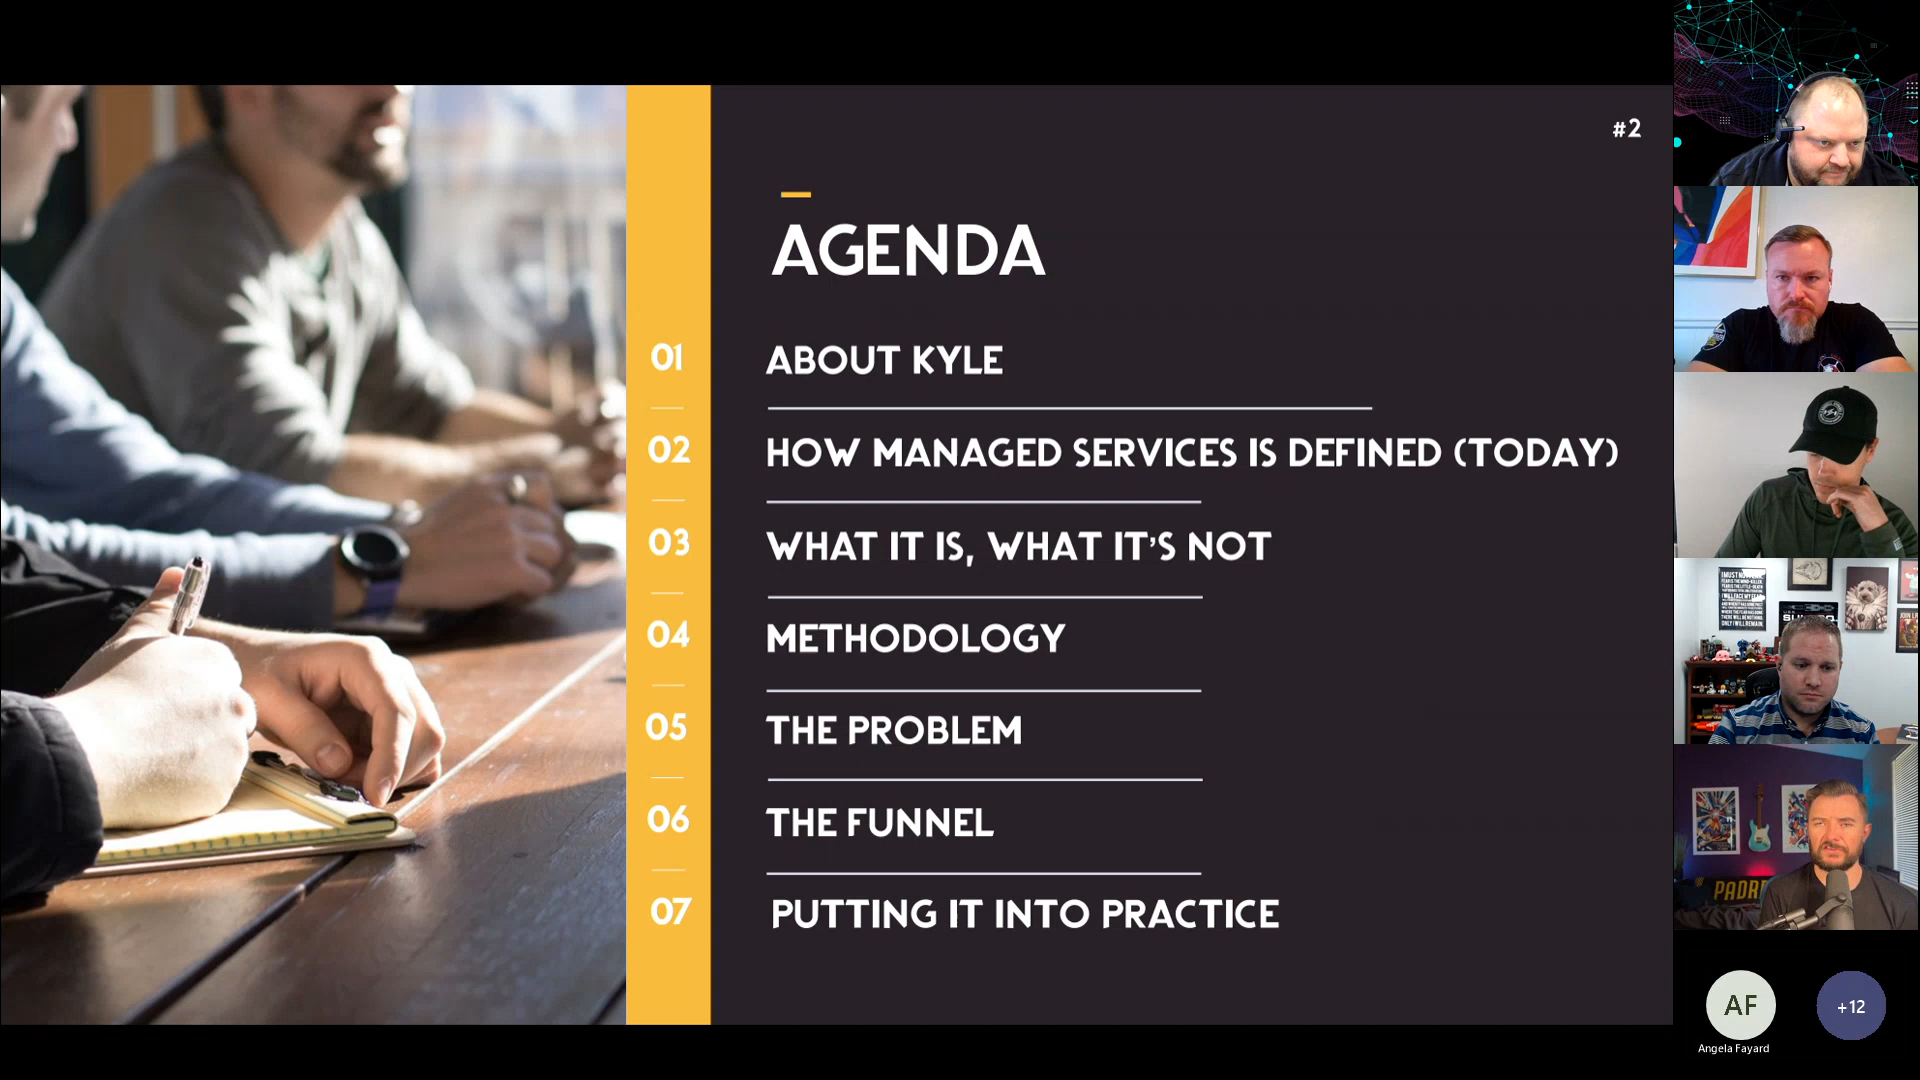 #2
AGENDA
01
ABOUT KYLE
02
HOW MANAGED SERVICES IS DEFINED (TODAY)
03
WHAT IT IS, WHAT IT'S NOT
04
METHODOLOGY
05
THE PROBLEM
06
THE FUNNEL
07
PUTTING IT INTO PRACTICE
PADR
AF
Angela Fayard
+12